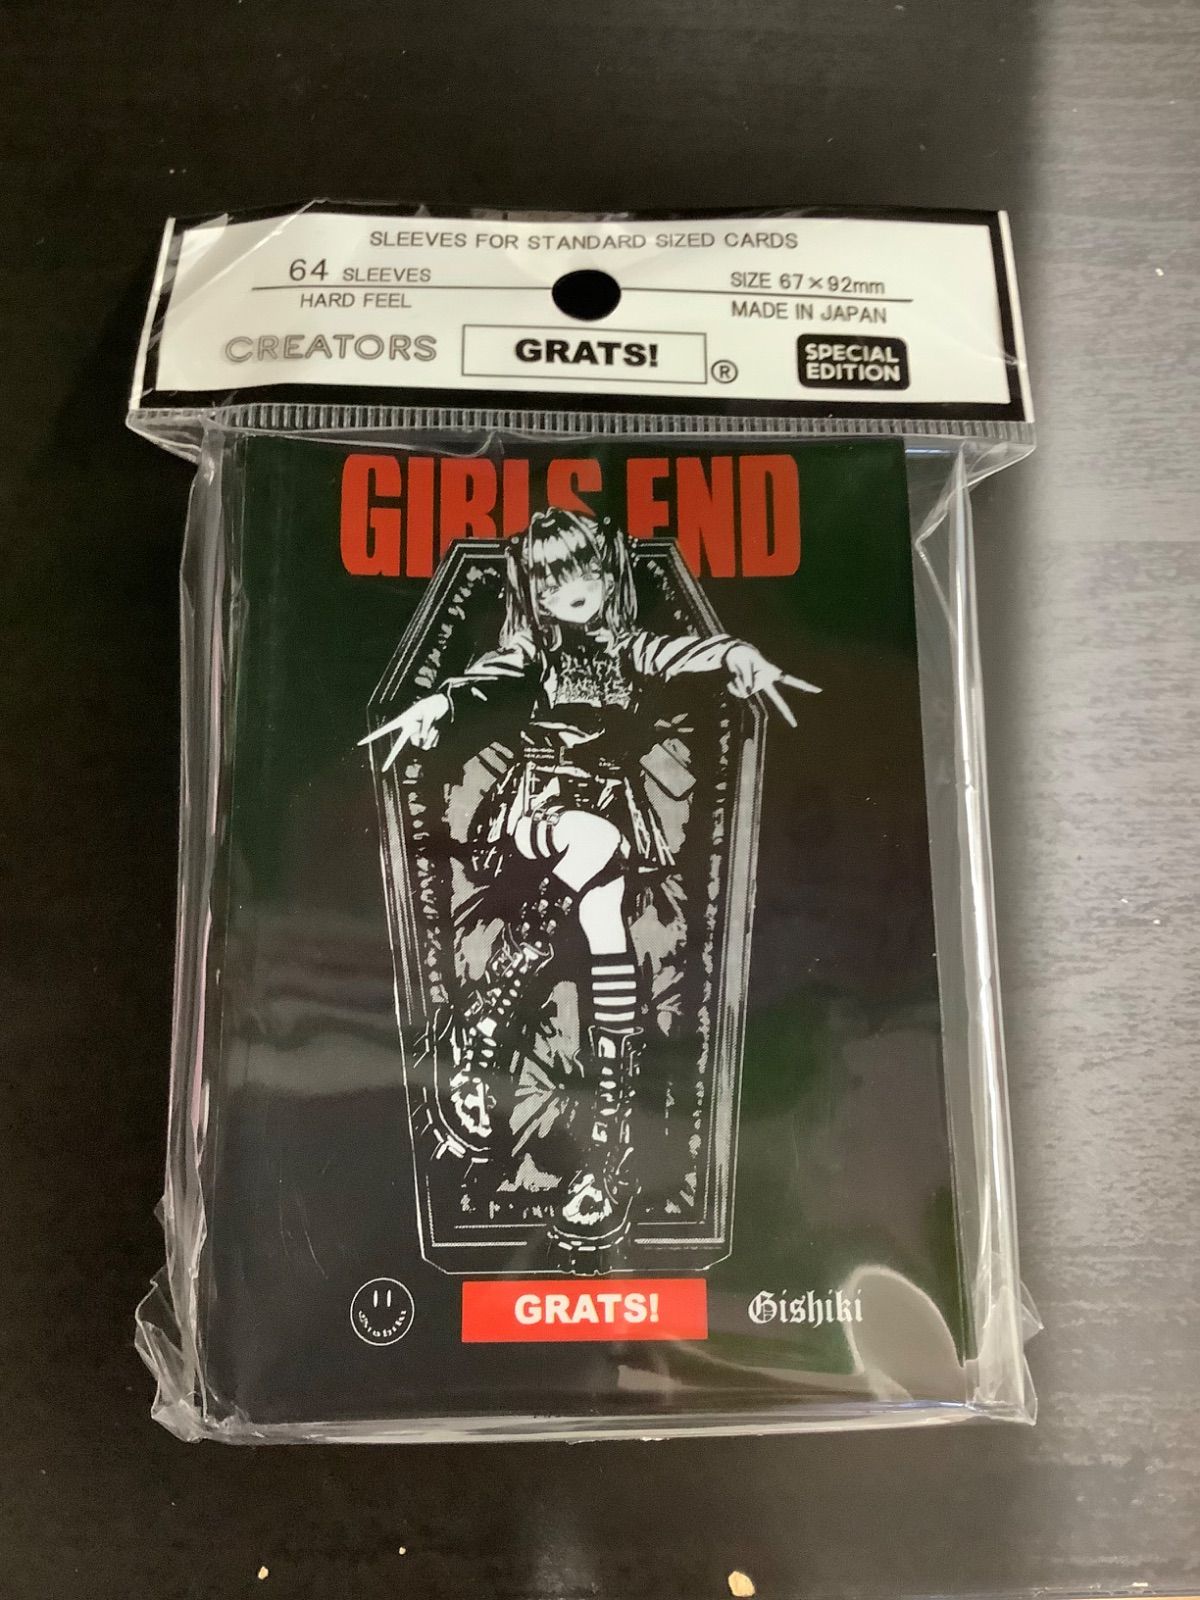 SLEEVES FOR STANDARD SIZED CARDS
64 SLEEVES
HARD FEEL
SIZE 67×92mm
MADE IN JAPAN
CREATORS
GRATS!
®
SPECIAL
EDITION
GIRLS END
GRATS!
Gishiki